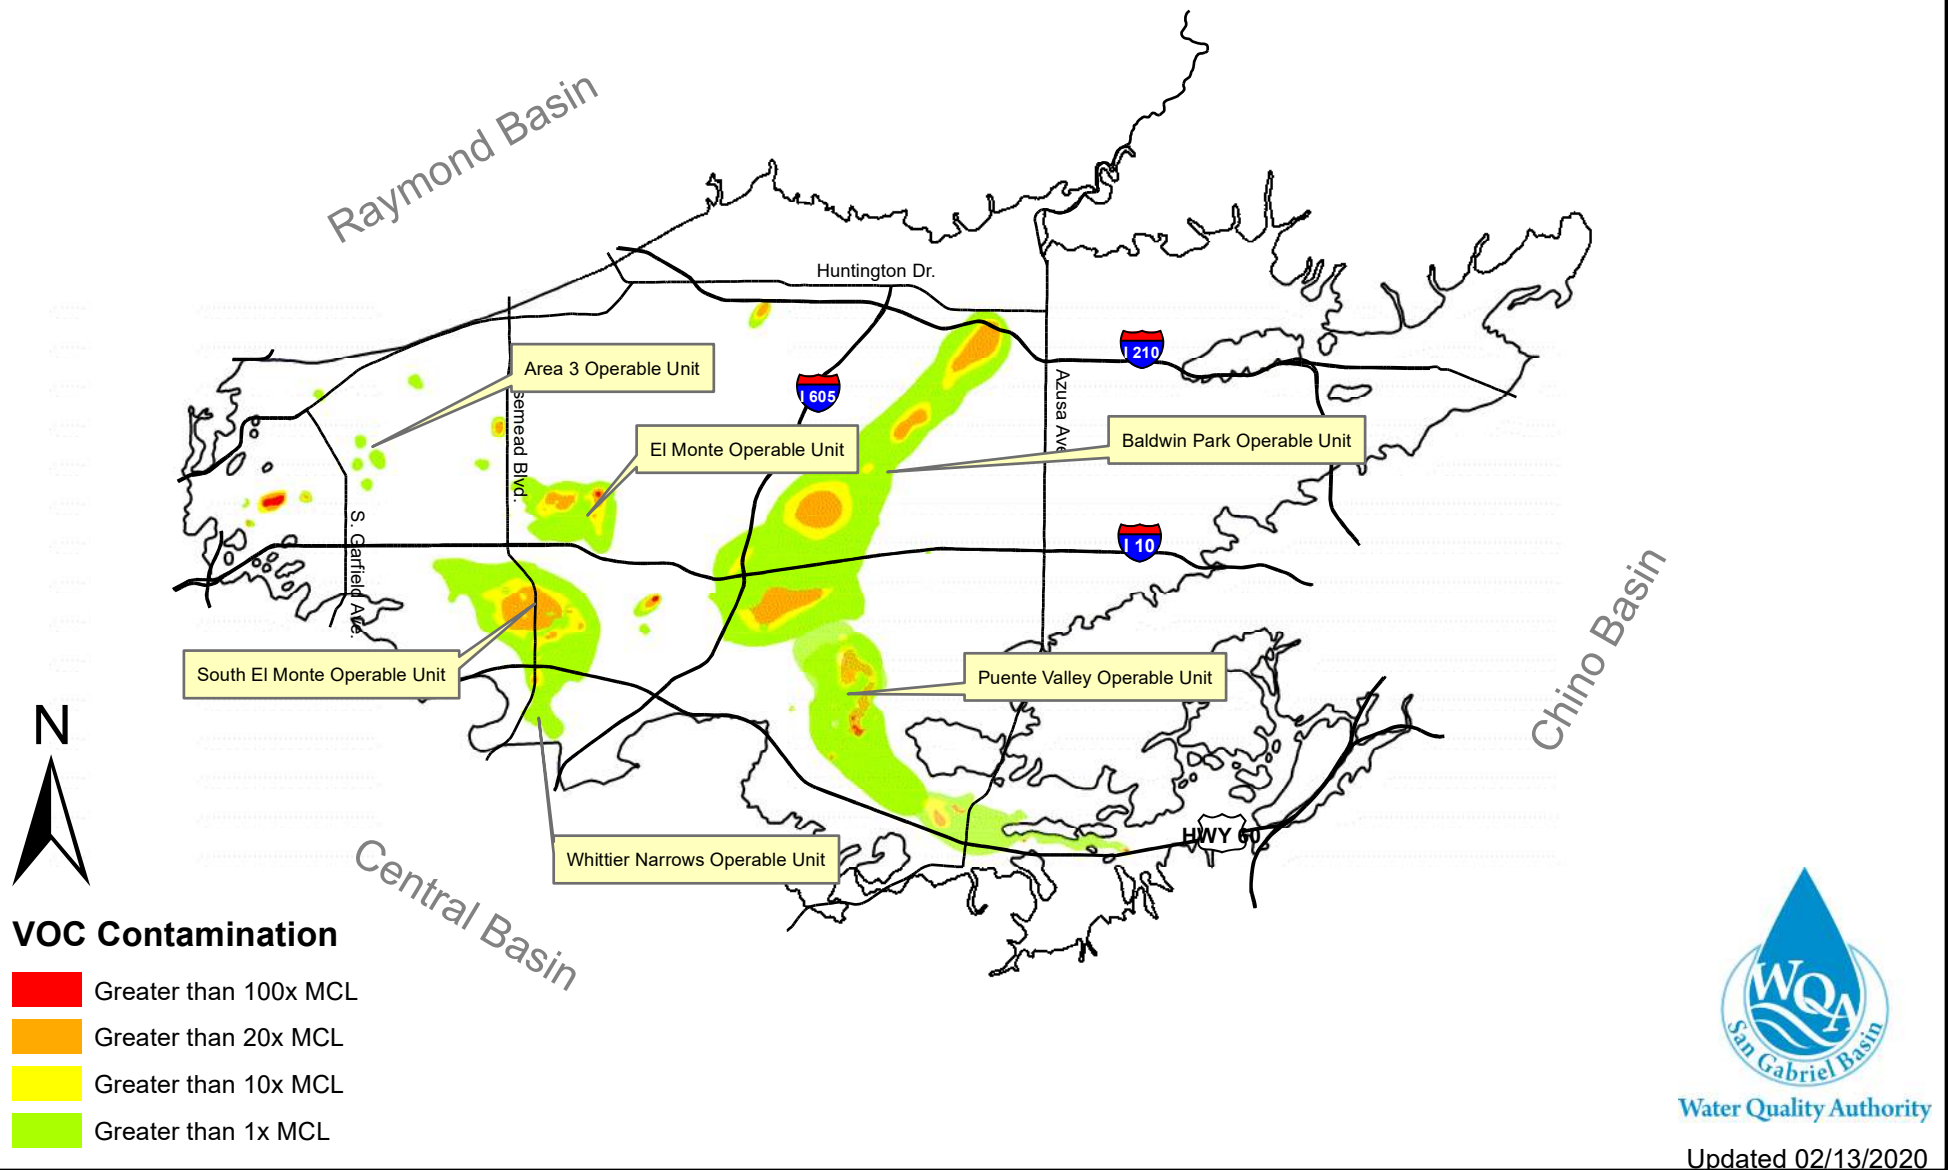 Raymond Basin
Huntington Dr.
I 210
Area 3 Operable Unit
I 605
Azusa Ave
semead Blvd.
El Monte Operable Unit
Baldwin Park Operable Unit
S. Garfield Ave.
I 10
Chino Basin
South El Monte Operable Unit
Puente Valley Operable Unit
N
HWY 60
Whittier Narrows Operable Unit
Central Basin
VOC Contamination
Greater than 100x MCL
Greater than 20x MCL
Greater than 10x MCL
Greater than 1x MCL
WQA
San Gabriel Basin
Water Quality Authority
Updated 02/13/2020